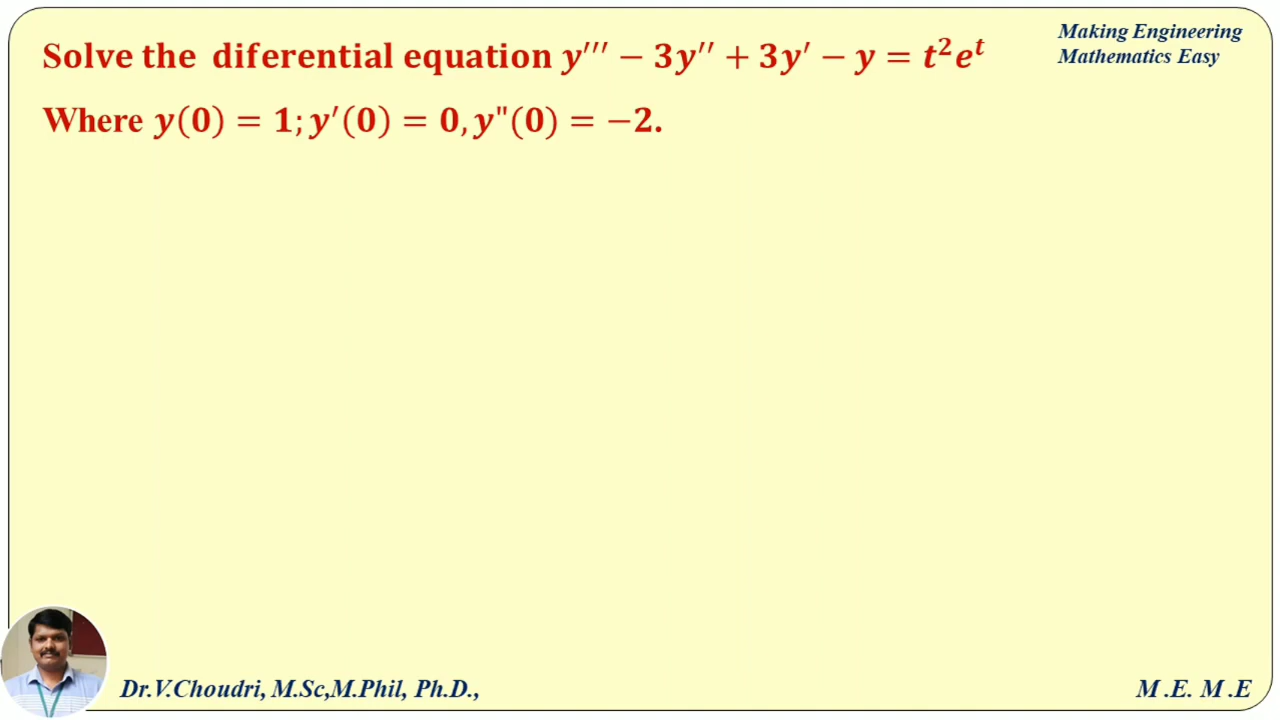 Solve the diferential equation y′′′ − 3y′′ + 3y′ − y = t²eᵗ
Making Engineering
Mathematics Easy
Where y(0) = 1; y′(0) = 0, y"(0) = −2.
Dr.V.Choudri, M.Sc,M.Phil, Ph.D.,
M .E. M .E